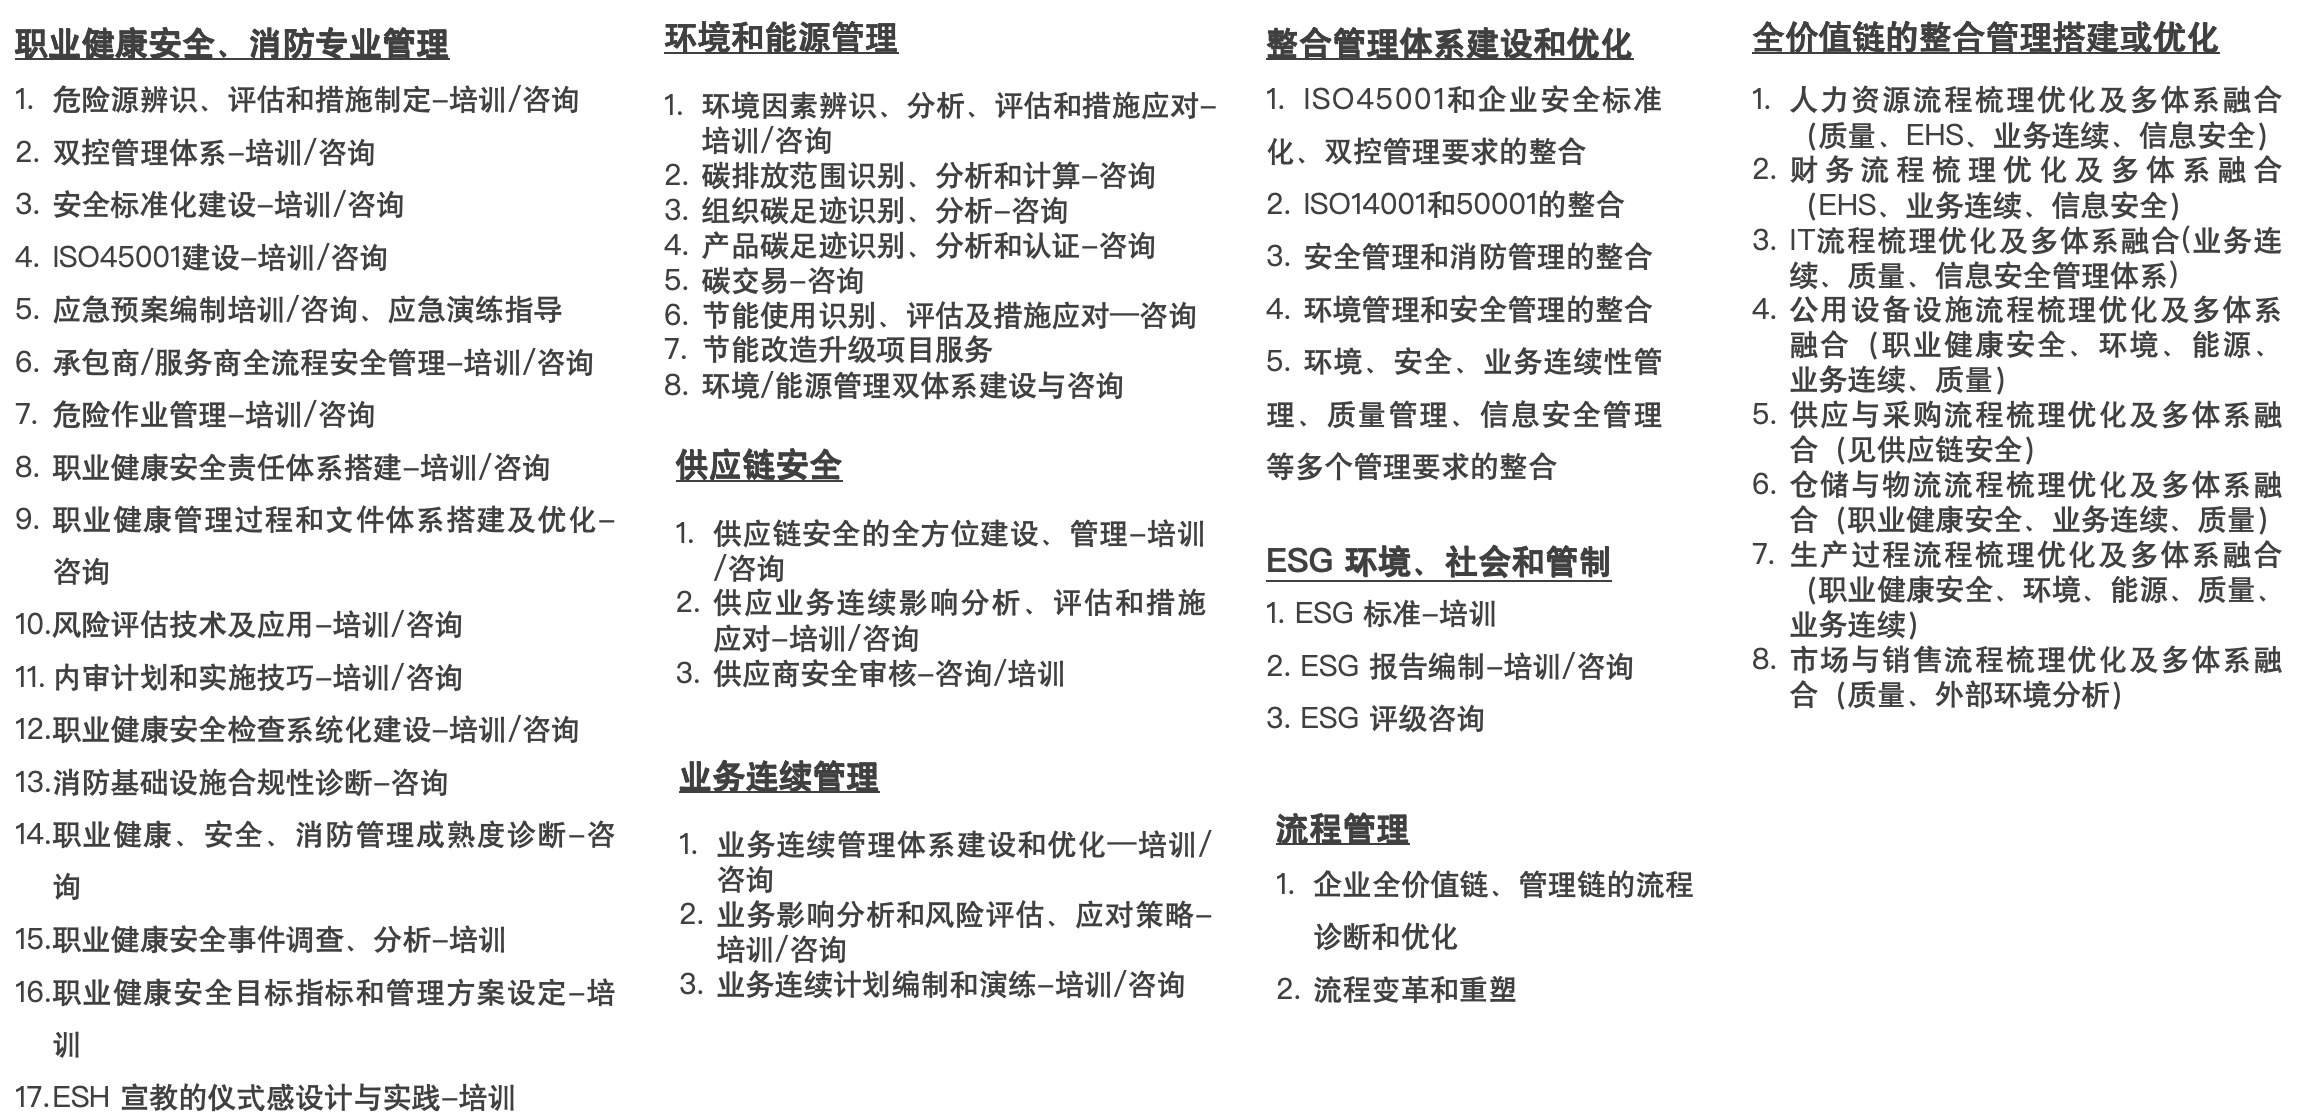 职业健康安全、消防专业管理
1. 危险源辨识、评估和措施制定–培训/咨询
2. 双控管理体系–培训/咨询
3. 安全标准化建设–培训/咨询
4. ISO45001建设–培训/咨询
5. 应急预案编制培训/咨询、应急演练指导
6. 承包商/服务商全流程安全管理–培训/咨询
7. 危险作业管理–培训/咨询
8. 职业健康安全责任体系搭建–培训/咨询
9. 职业健康管理过程和文件体系搭建及优化–
咨询
10.风险评估技术及应用–培训/咨询
11. 内审计划和实施技巧–培训/咨询
12.职业健康安全检查系统化建设–培训/咨询
13.消防基础设施合规性诊断–咨询
14.职业健康、安全、消防管理成熟度诊断–咨
询
15.职业健康安全事件调查、分析–培训
16.职业健康安全目标指标和管理方案设定–培
训
17.ESH 宣教的仪式感设计与实践–培训
环境和能源管理
1. 环境因素辨识、分析、评估和措施应对–
培训/咨询
2. 碳排放范围识别、分析和计算–咨询
3. 组织碳足迹识别、分析–咨询
4. 产品碳足迹识别、分析和认证–咨询
5. 碳交易–咨询
6. 节能使用识别、评估及措施应对—咨询
7. 节能改造升级项目服务
8. 环境/能源管理双体系建设与咨询
供应链安全
1. 供应链安全的全方位建设、管理–培训
/咨询
2. 供应业务连续影响分析、评估和措施
应对–培训/咨询
3. 供应商安全审核–咨询/培训
业务连续管理
1. 业务连续管理体系建设和优化—培训/
咨询
2. 业务影响分析和风险评估、应对策略–
培训/咨询
3. 业务连续计划编制和演练–培训/咨询
整合管理体系建设和优化
1. ISO45001和企业安全标准
化、双控管理要求的整合
2. ISO14001和50001的整合
3. 安全管理和消防管理的整合
4. 环境管理和安全管理的整合
5. 环境、安全、业务连续性管
理、质量管理、信息安全管理
等多个管理要求的整合
ESG 环境、社会和管制
1. ESG 标准–培训
2. ESG 报告编制–培训/咨询
3. ESG 评级咨询
流程管理
1. 企业全价值链、管理链的流程
诊断和优化
2. 流程变革和重塑
全价值链的整合管理搭建或优化
1. 人力资源流程梳理优化及多体系融合
（质量、EHS、业务连续、信息安全）
2. 财务流程梳理优化及多体系融合
（EHS、业务连续、信息安全）
3. IT流程梳理优化及多体系融合(业务连
续、质量、信息安全管理体系）
4. 公用设备设施流程梳理优化及多体系
融合（职业健康安全、环境、能源、
业务连续、质量）
5. 供应与采购流程梳理优化及多体系融
合（见供应链安全）
6. 仓储与物流流程梳理优化及多体系融
合（职业健康安全、业务连续、质量）
7. 生产过程流程梳理优化及多体系融合
（职业健康安全、环境、能源、质量、
业务连续）
8. 市场与销售流程梳理优化及多体系融
合（质量、外部环境分析）